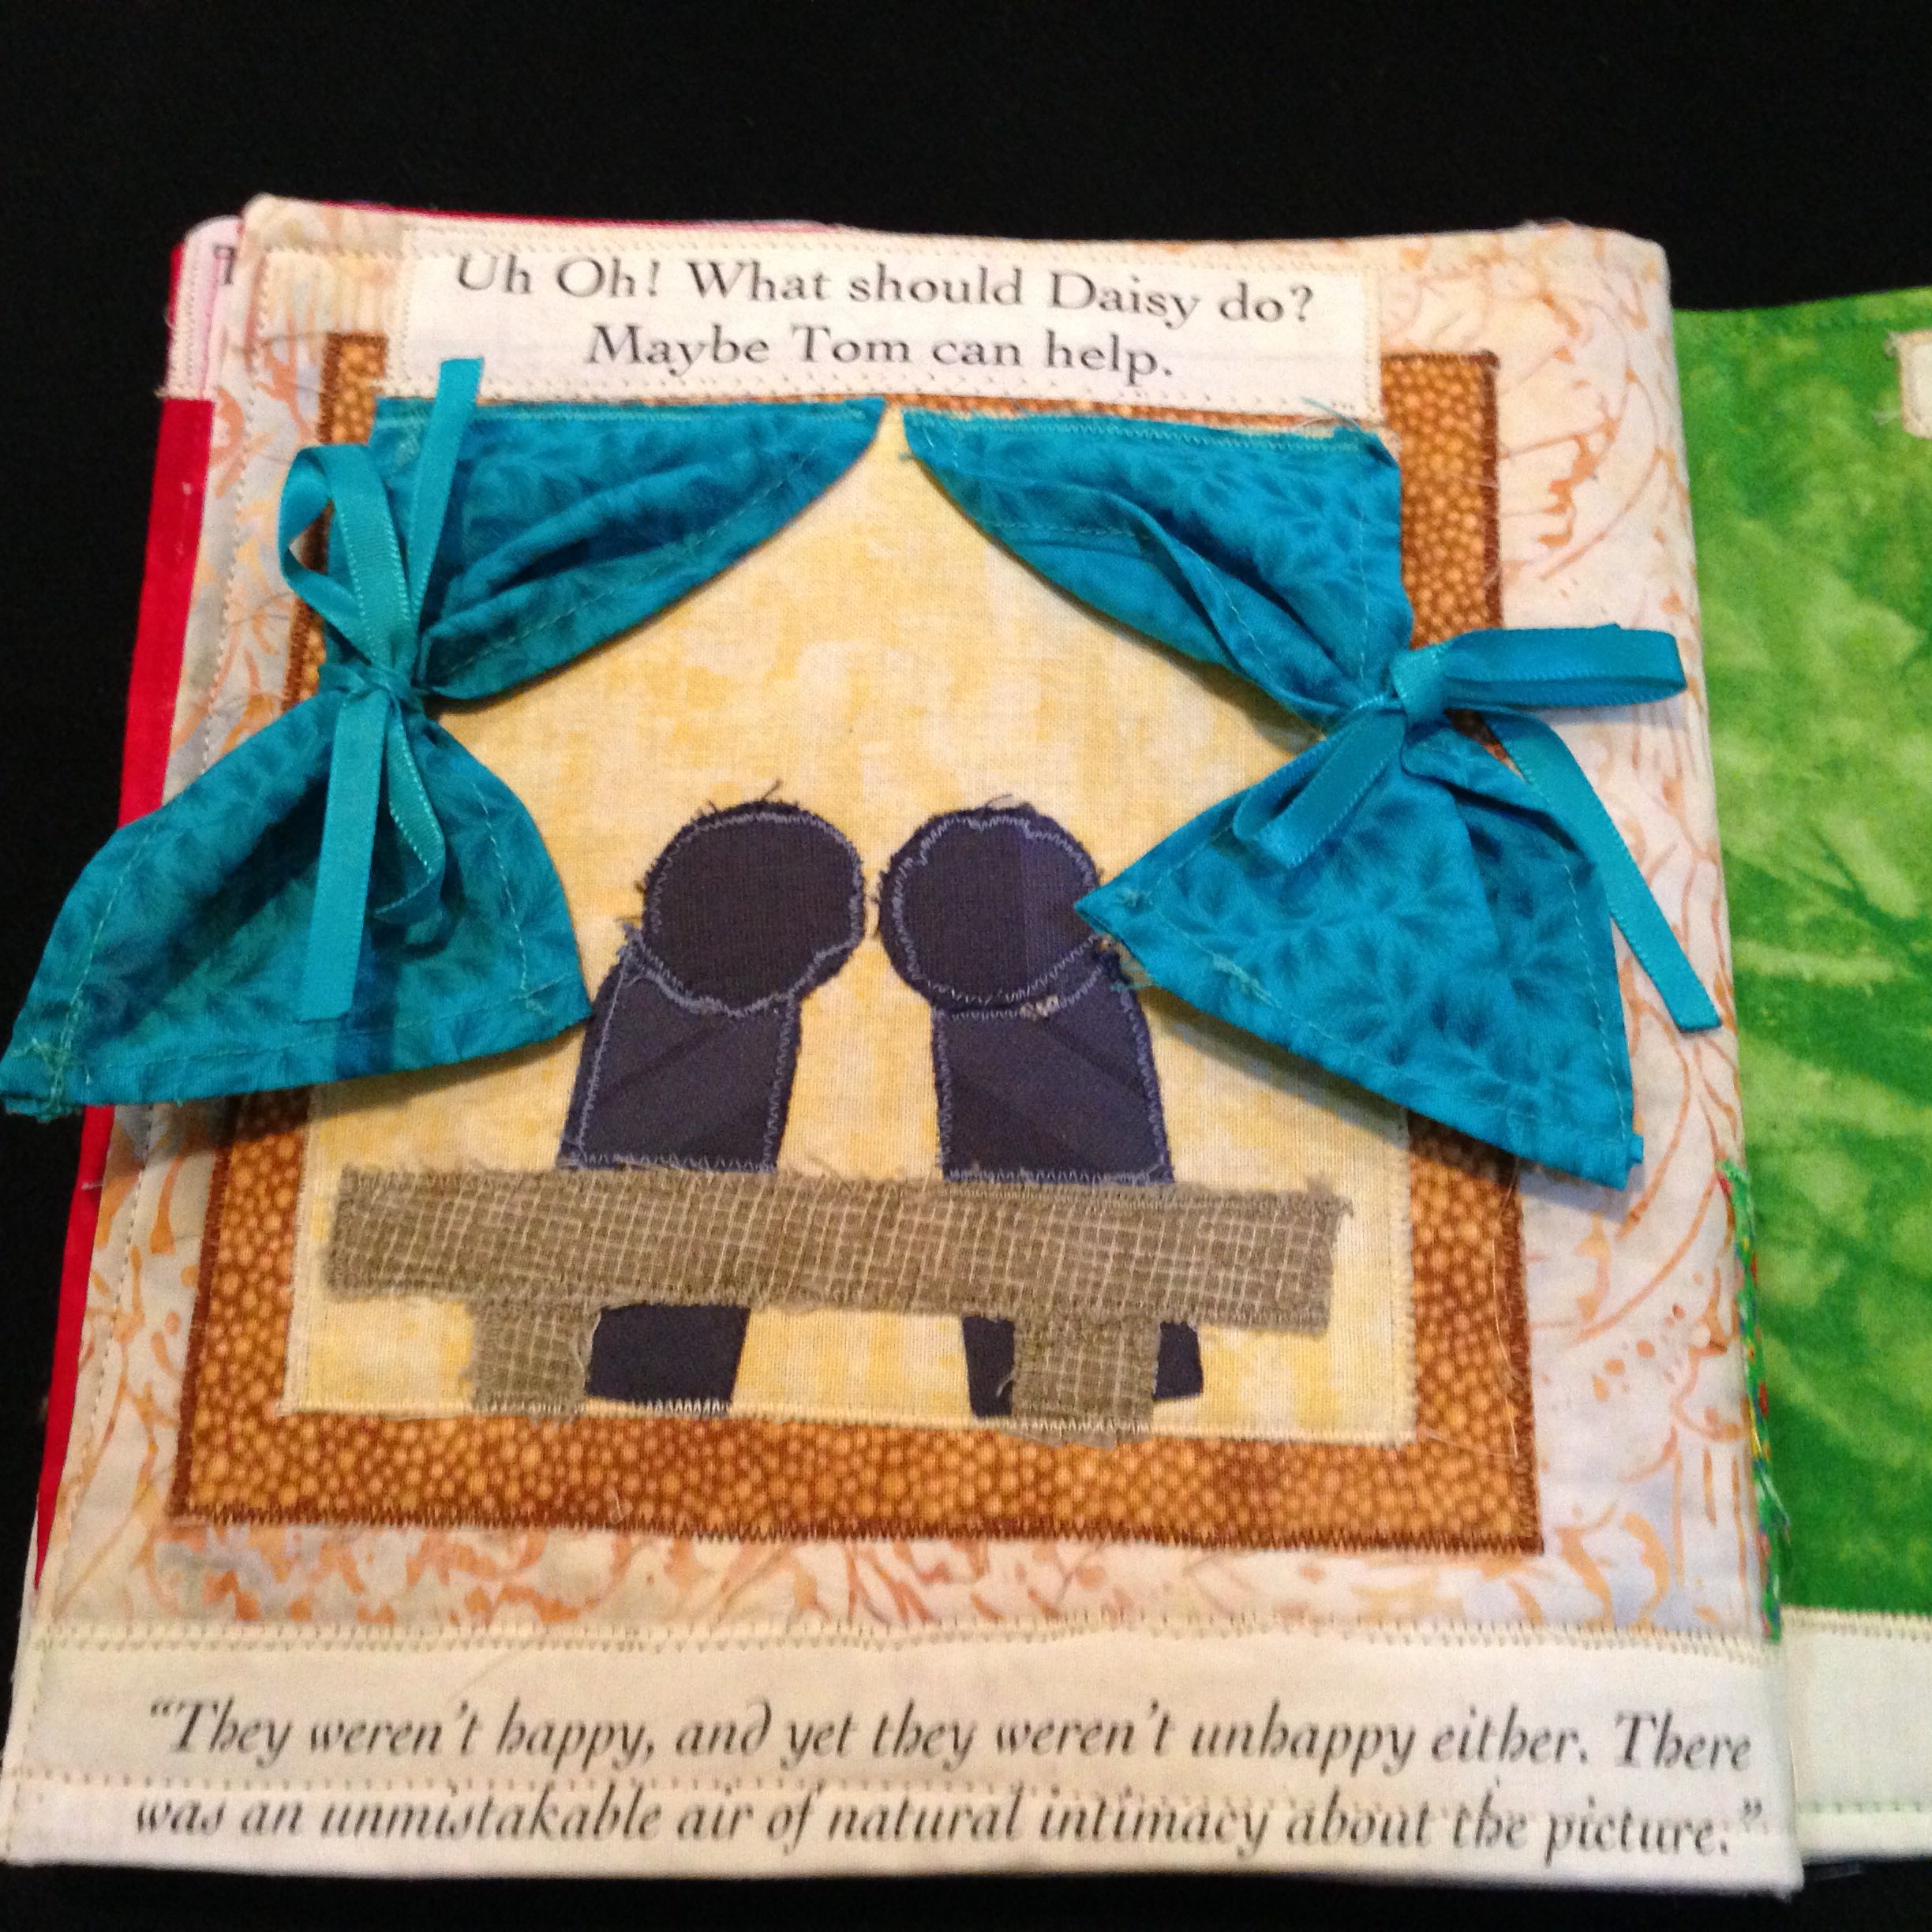 Uh Oh! What should Daisy do?
Maybe Tom can help.
“They weren’t happy, and yet they weren’t unhappy either. There
was an unmistakable air of natural intimacy about the picture.”